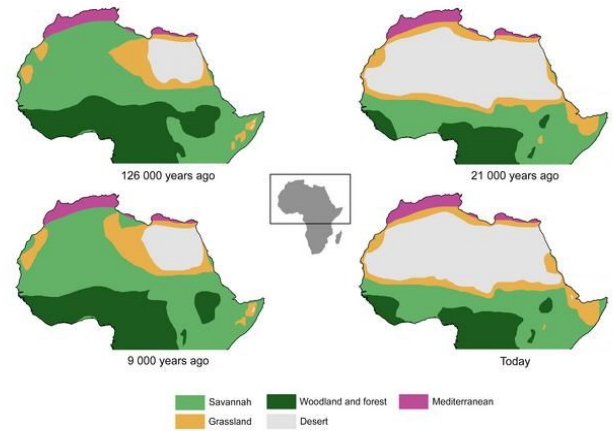 126 000 years ago
21 000 years ago
9 000 years ago
Today
Savannah
Woodland and forest
Mediterranean
Grassland
Desert